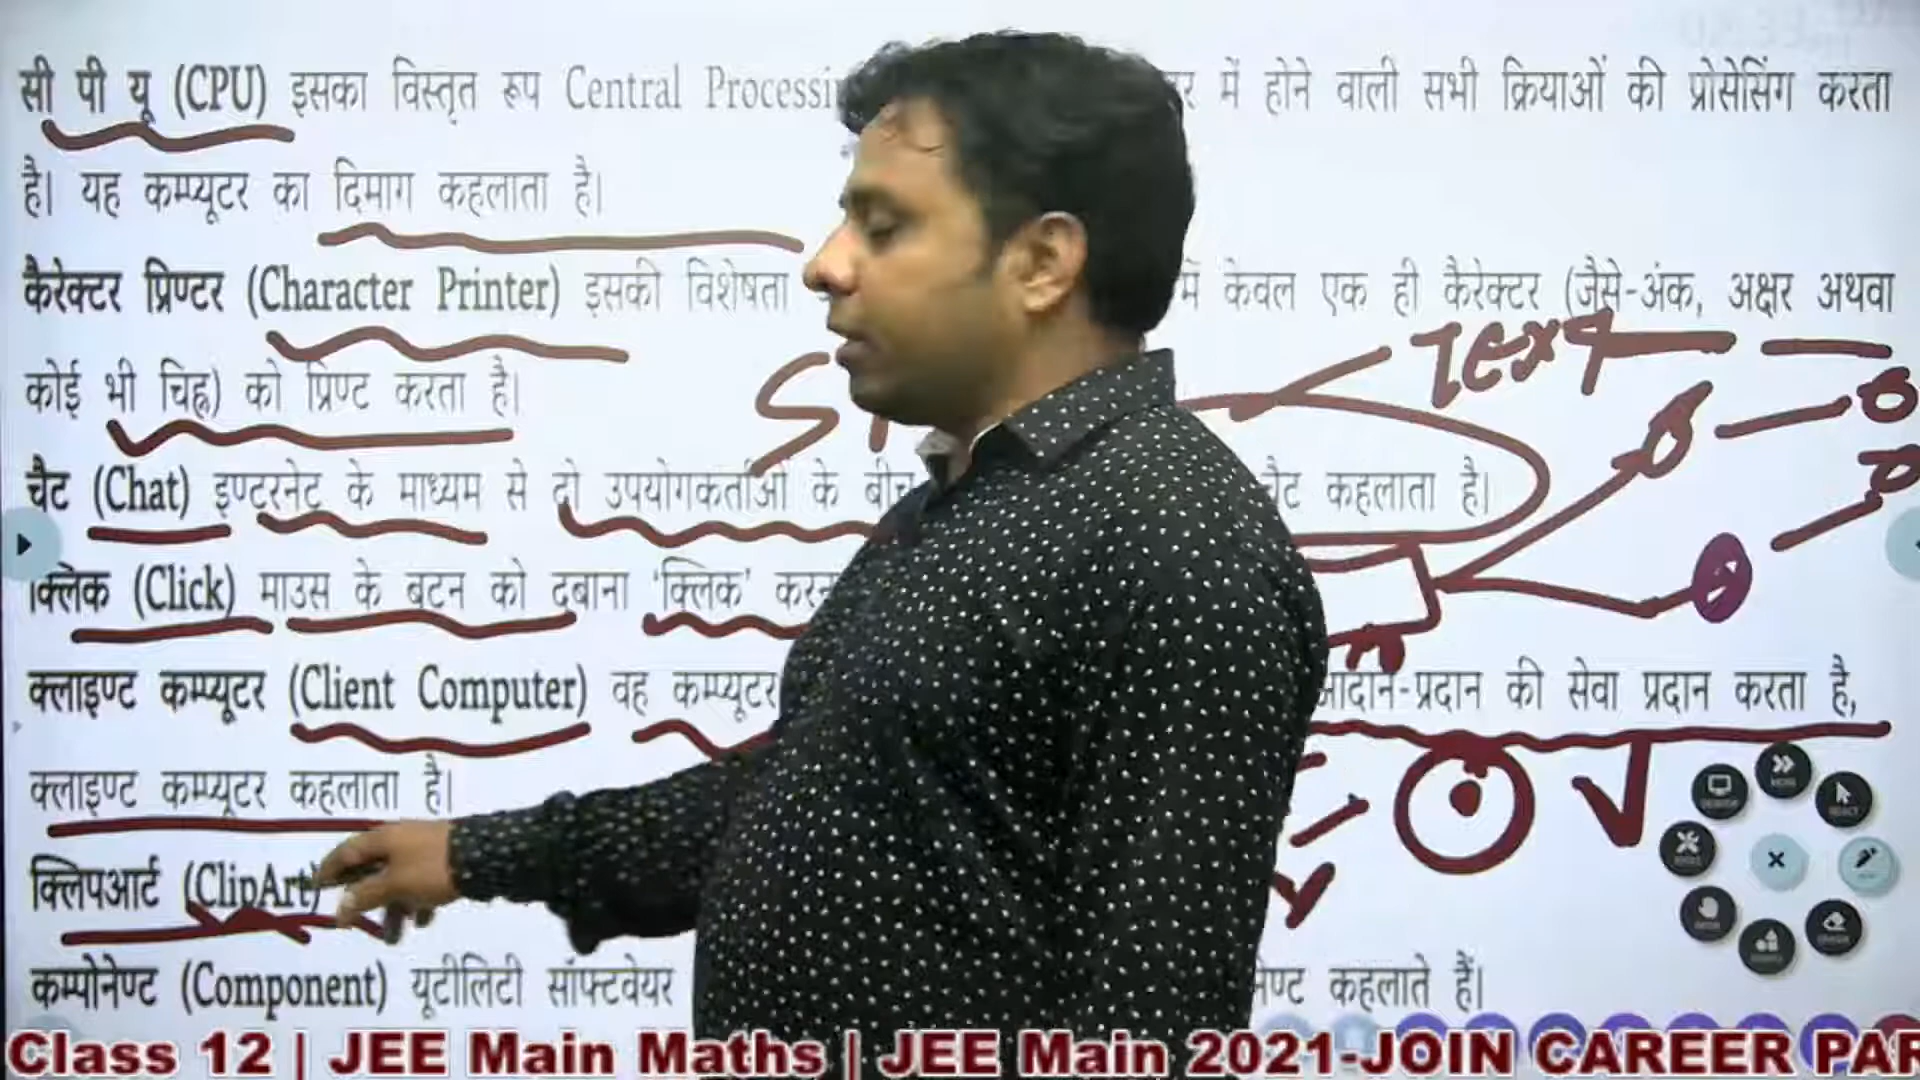 सी पी यू (CPU) इसका विस्तृत रूप Central में होने वाली सभी क्रियाओं की प्रोसेसिंग करता
है। यह कम्प्यूटर का दिमाग कहलाता है।
कैरेक्टर प्रिण्टर (Character Printer) इसकी विशेषता में केवल एक ही कैरेक्टर (जैसे-अंक, अक्षर अथवा
Text
कोई भी चिह्न) को प्रिण्ट करता है।
चैट (Chat) इण्टरनेट के माध्यम से दो उपयोगकर्ताओं के बीच चैट कहलाता है।
क्लिक (Click) माउस के बटन को दबाना 'क्लिक'
क्लाइण्ट कम्प्यूटर (Client Computer) वह कम्प्यूटर आदान-प्रदान की सेवा प्रदान करता है,
क्लाइण्ट कम्प्यूटर कहलाता है।
क्लिपआर्ट (ClipArt)
कम्पोनेण्ट (Component) यूटीलिटी सॉफ्टवेयर कहलाते हैं।
Class 12 | JEE Main Maths | JEE Main 2021-JOIN CAREER